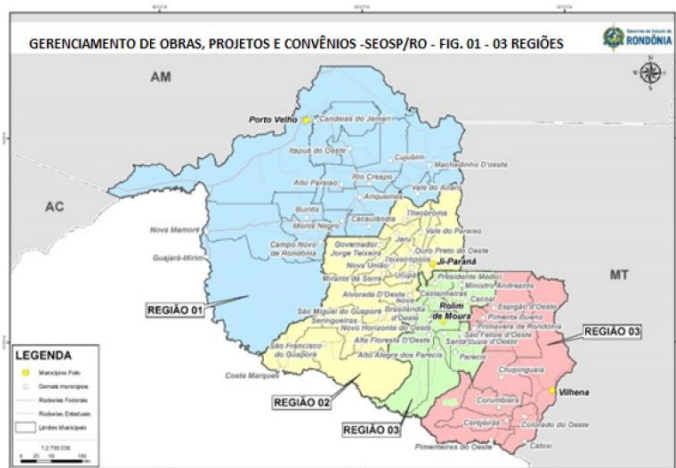 GERENCIAMENTO DE OBRAS, PROJETOS E CONVÊNIOS -SEOSP/RO - FIG. 01 - 03 REGIÕES
Governo do Estado de
RONDÔNIA
AM
Porto Velho
Candeias do Jamari
Itapuã do Oeste
Cujubim
Machadinho D'oeste
Rio Crespo
Alto Paraíso
Vale do Anari
AC
Ariquemes
Buritis
Theobroma
Monte Negro
Cacaulândia
Vale do Paraíso
Nova Mamoré
Jaru
Campo Novo
de Rondônia
Governador
Jorge Teixeira
Ouro Preto do Oeste
Teixeirópolis
Ji-Paraná
Guajará-Mirim
Nova União
MT
Mirante da Serra
Urupá
Presidente Médici
Ministro Andreazza
Alvorada D'Oeste
Castanheiras
Cacoal
Nova
Brasilândia
d'Oeste
Rolim
de Moura
Espigão d'Oeste
REGIÃO 01
São Miguel do Guaporé
Pimenta Bueno
Seringueiras
Primavera de Rondônia
Novo Horizonte do Oeste
São Felipe d'Oeste
REGIÃO 03
Alta Floresta D'Oeste
Santa Luzia d'Oeste
São Francisco
do Guaporé
Alto Alegre dos Parecis
Parecis
Chupinguaia
Costa Marques
Vilhena
REGIÃO 02
Corumbiara
REGIÃO 03
Cerejeiras
Colorado do Oeste
Pimenteiras do Oeste
Cabixi
LEGENDA
Municípios Polo
Demais municípios
Rodovias Federais
Rodovias Estaduais
Limites Municipais